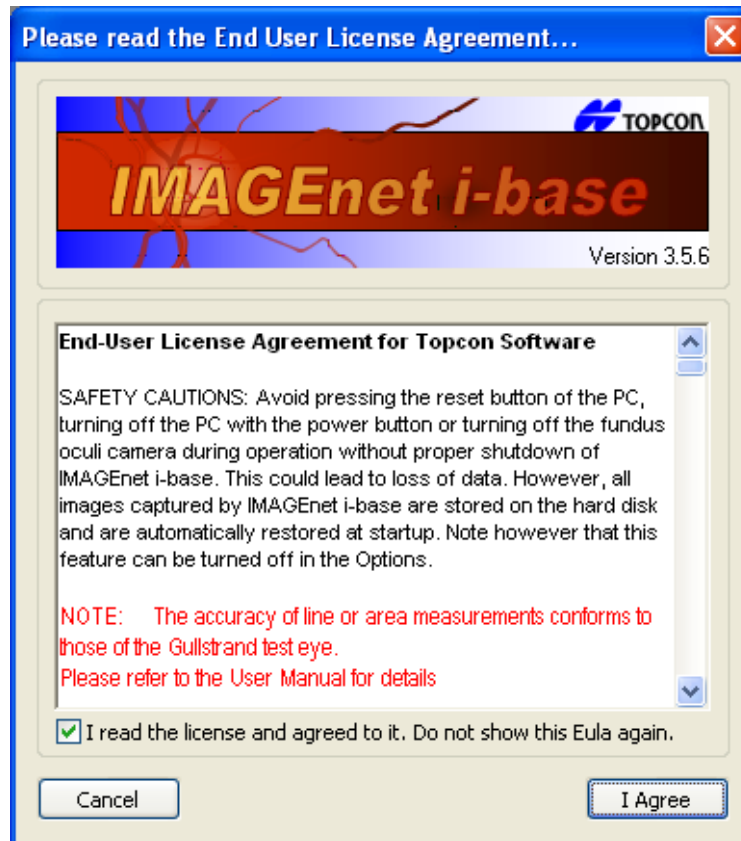 Please read the End User License Agreement...
TOPCON
IMAGEnet i-base
Version 3.5.6
End-User License Agreement for Topcon Software
SAFETY CAUTIONS: Avoid pressing the reset button of the PC,
turning off the PC with the power button or turning off the fundus
oculi camera during operation without proper shutdown of
IMAGEnet i-base. This could lead to loss of data. However, all
images captured by IMAGEnet i-base are stored on the hard disk
and are automatically restored at startup. Note however that this
feature can be turned off in the Options.
NOTE: The accuracy of line or area measurements conforms to
those of the Gullstrand test eye.
Please refer to the User Manual for details
I read the license and agreed to it. Do not show this Eula again.
Cancel
I Agree